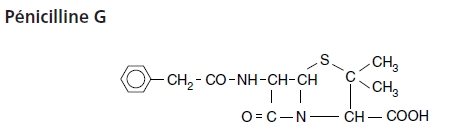 Pénicilline G
S
CH3
CH2-CO-NH-CH-CH C
CH3
O=C-N-CH-COOH